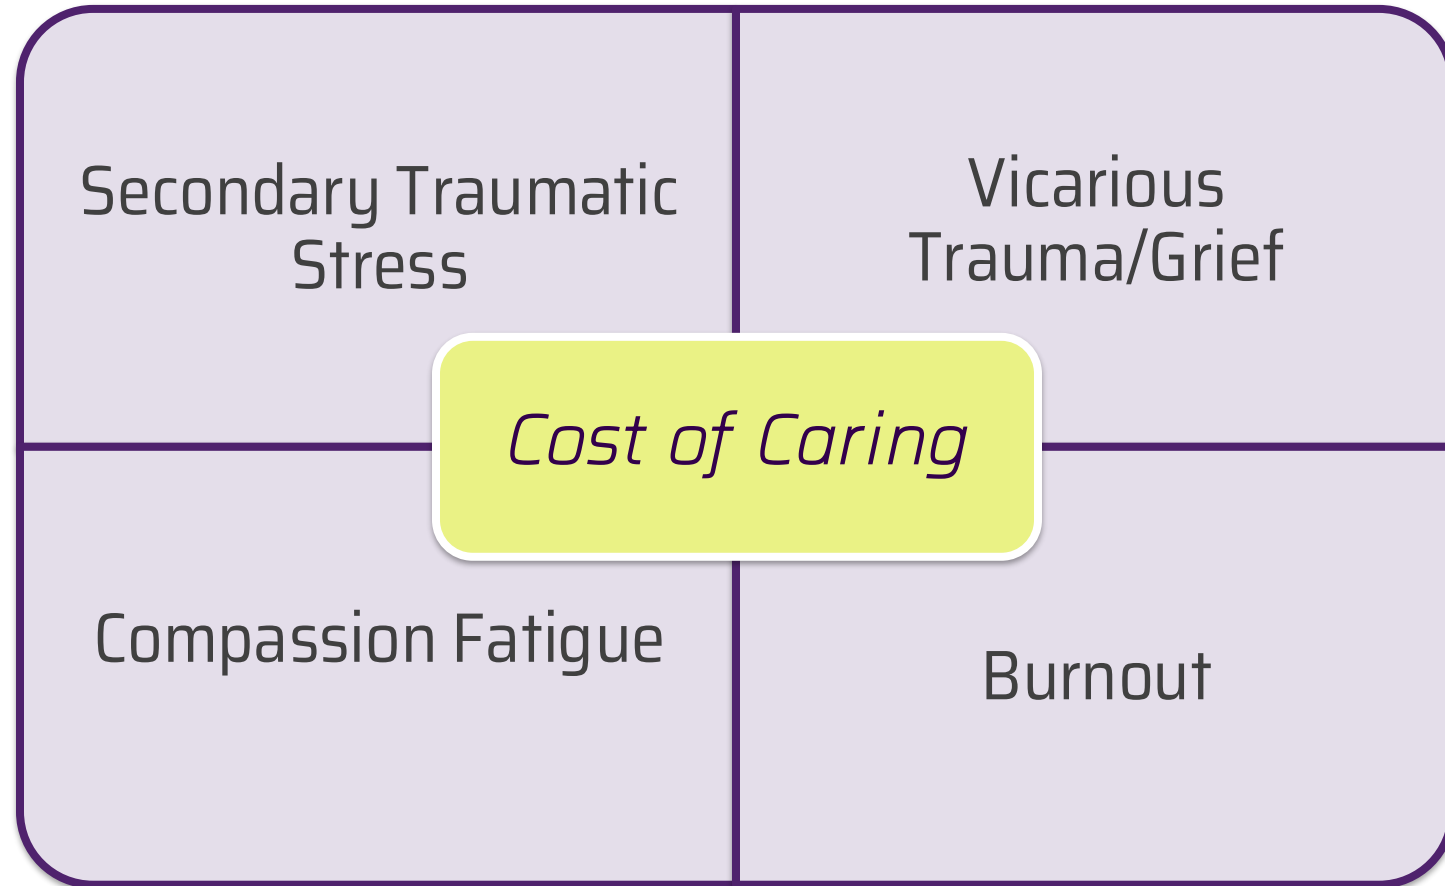 Secondary Traumatic
Stress
Vicarious
Trauma/Grief
Cost of Caring
Compassion Fatigue
Burnout